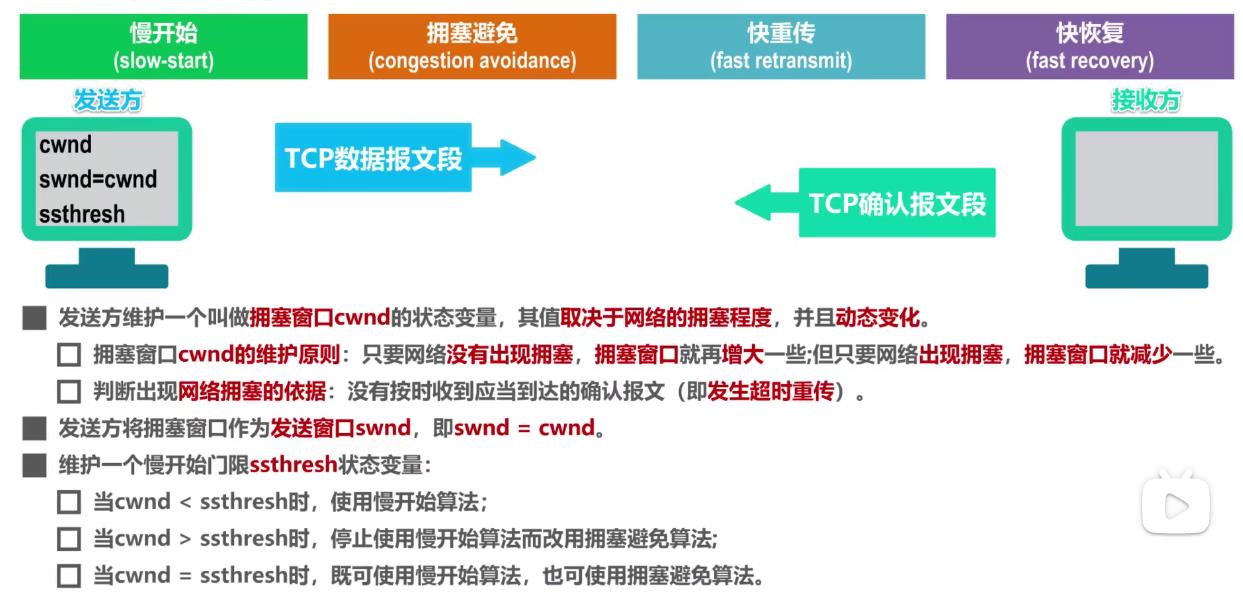 慢开始
(slow-start)
拥塞避免
(congestion avoidance)
快重传
(fast retransmit)
快恢复
(fast recovery)
发送方
接收方
cwnd
swnd=cwnd
ssthresh
TCP数据报文段
TCP确认报文段
发送方维护一个叫做拥塞窗口cwnd的状态变量，其值取决于网络的拥塞程度，并且动态变化。
拥塞窗口cwnd的维护原则：只要网络没有出现拥塞，拥塞窗口就再增大一些;但只要网络出现拥塞，拥塞窗口就减少一些。
判断出现网络拥塞的依据：没有按时收到应当到达的确认报文（即发生超时重传）。
发送方将拥塞窗口作为发送窗口swnd，即swnd = cwnd。
维护一个慢开始门限ssthresh状态变量：
当cwnd < ssthresh时，使用慢开始算法；
当cwnd > ssthresh时，停止使用慢开始算法而改用拥塞避免算法;
当cwnd = ssthresh时，既可使用慢开始算法，也可使用拥塞避免算法。